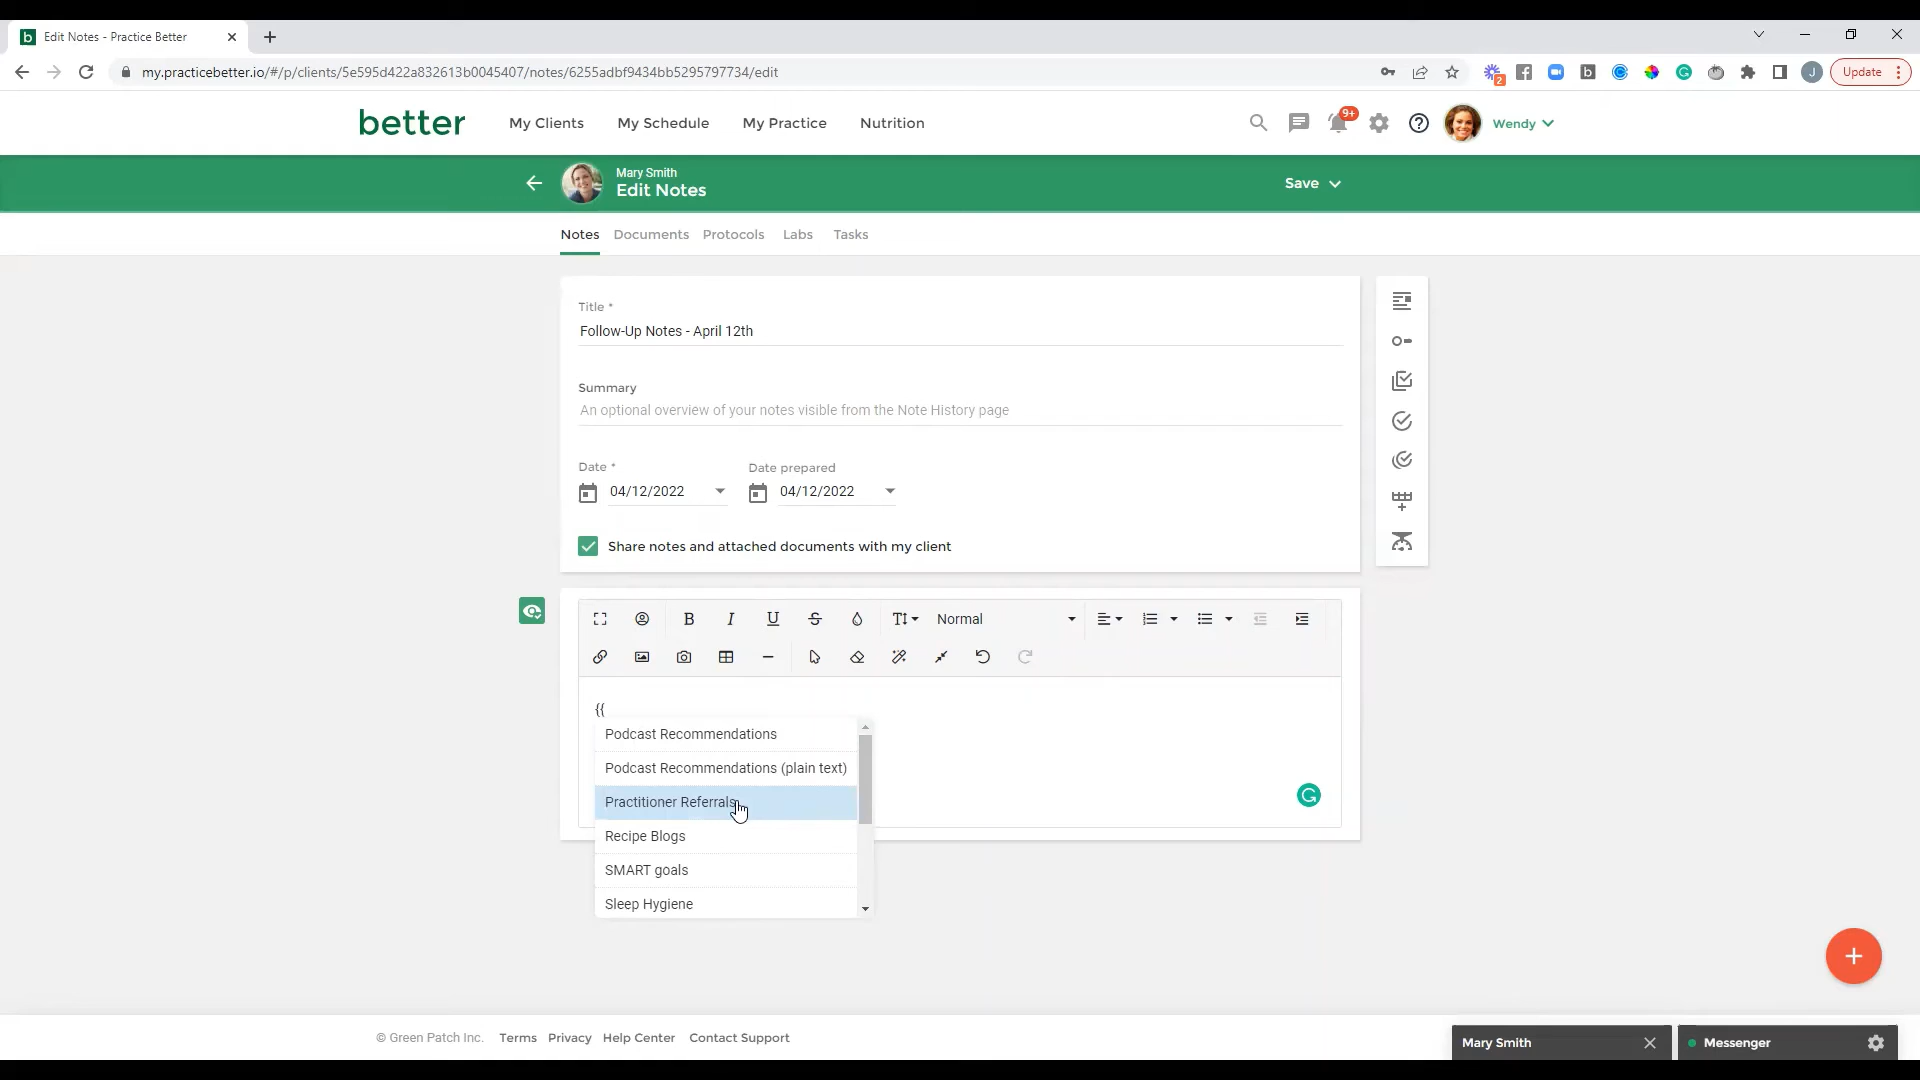 Edit Notes - Practice Better
my.practicebetter.io/#/p/clients/5e595d422a832613b0045407/notes/6255adbf9434bb5295797734/edit
2
b
J
Update
better
My Clients
My Schedule
My Practice
Nutrition
9+
Wendy
Mary Smith
Edit Notes
Save
Notes
Documents
Protocols
Labs
Tasks
Title *
Follow-Up Notes - April 12th
Summary
An optional overview of your notes visible from the Note History page
Date *
Date prepared
04/12/2022
04/12/2022
Share notes and attached documents with my client
B I U S
Normal
{{
Podcast Recommendations
Podcast Recommendations (plain text)
Practitioner Referrals
Recipe Blogs
SMART goals
Sleep Hygiene
© Green Patch Inc.
Terms
Privacy
Help Center
Contact Support
Mary Smith
Messenger